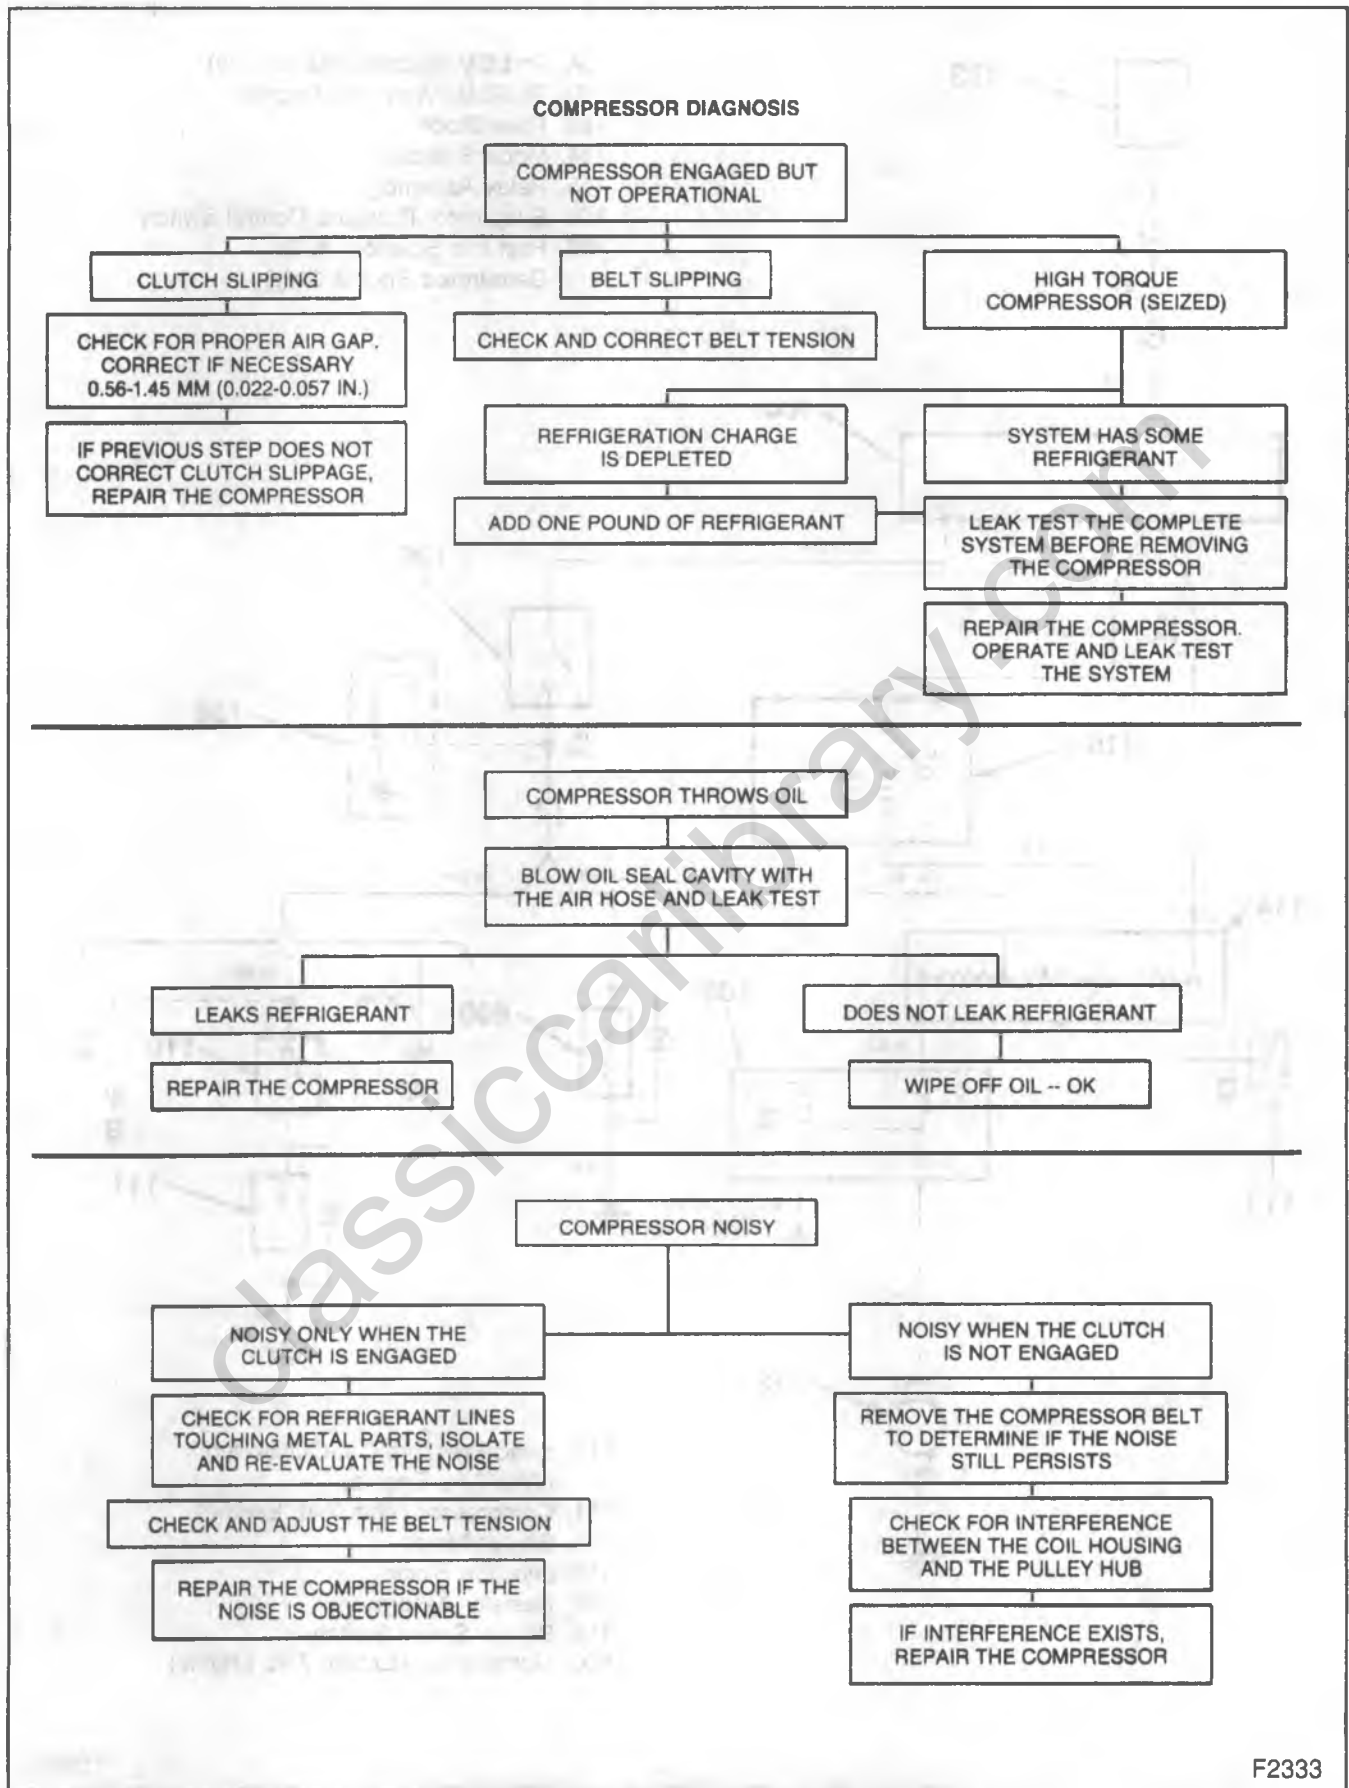 COMPRESSOR DIAGNOSIS
COMPRESSOR ENGAGED BUT
NOT OPERATIONAL
CLUTCH SLIPPING
BELT SLIPPING
HIGH TORQUE
COMPRESSOR (SEIZED)
CHECK FOR PROPER AIR GAP.
CORRECT IF NECESSARY
0.56-1.45 MM (0.022-0.057 IN.)
CHECK AND CORRECT BELT TENSION
IF PREVIOUS STEP DOES NOT
CORRECT CLUTCH SLIPPAGE,
REPAIR THE COMPRESSOR
REFRIGERATION CHARGE
IS DEPLETED
SYSTEM HAS SOME
REFRIGERANT
ADD ONE POUND OF REFRIGERANT
LEAK TEST THE COMPLETE
SYSTEM BEFORE REMOVING
THE COMPRESSOR
REPAIR THE COMPRESSOR.
OPERATE AND LEAK TEST
THE SYSTEM
COMPRESSOR THROWS OIL
BLOW OIL SEAL CAVITY WITH
THE AIR HOSE AND LEAK TEST
LEAKS REFRIGERANT
DOES NOT LEAK REFRIGERANT
REPAIR THE COMPRESSOR
WIPE OFF OIL -- OK
COMPRESSOR NOISY
NOISY ONLY WHEN THE
CLUTCH IS ENGAGED
NOISY WHEN THE CLUTCH
IS NOT ENGAGED
CHECK FOR REFRIGERANT LINES
TOUCHING METAL PARTS, ISOLATE
AND RE-EVALUATE THE NOISE
REMOVE THE COMPRESSOR BELT
TO DETERMINE IF THE NOISE
STILL PERSISTS
CHECK AND ADJUST THE BELT TENSION
CHECK FOR INTERFERENCE
BETWEEN THE COIL HOUSING
AND THE PULLEY HUB
REPAIR THE COMPRESSOR IF THE
NOISE IS OBJECTIONABLE
IF INTERFERENCE EXISTS,
REPAIR THE COMPRESSOR
F2333
classiccarlibrary.com